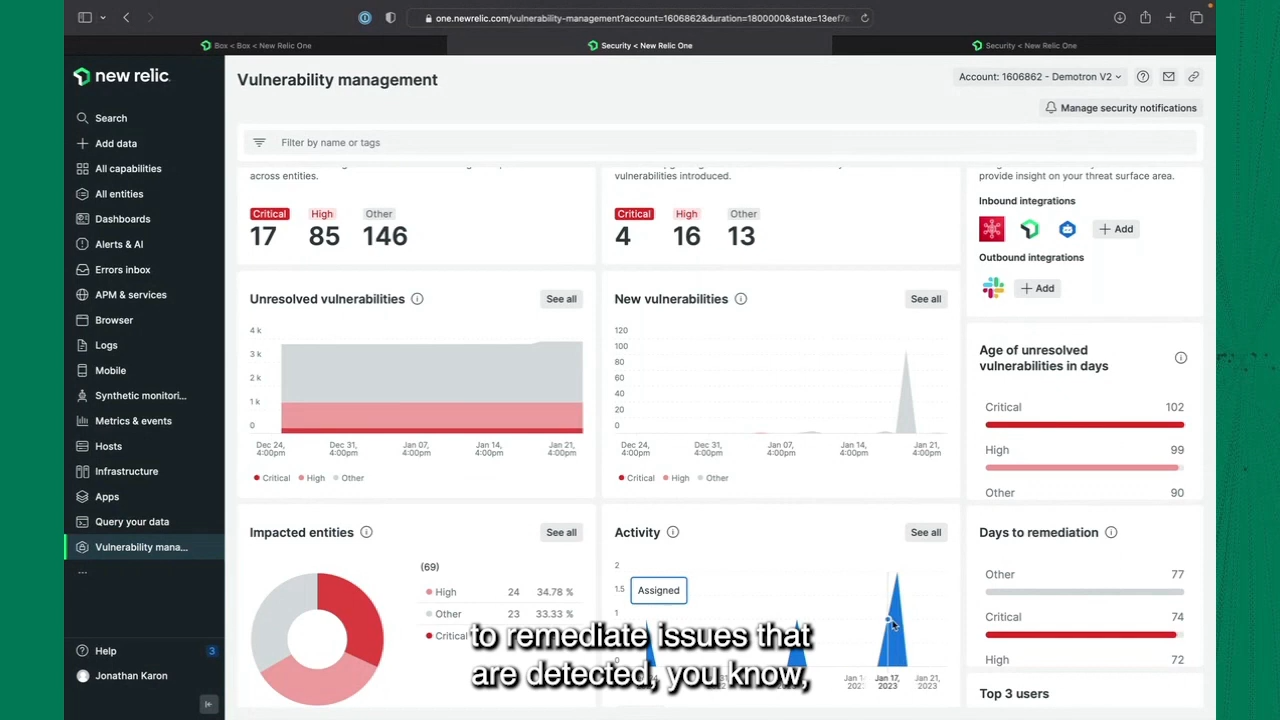 one.newrelic.com/vulnerability-management?account=1606862&duration=1800000&state=13eef7
Box < Box < New Relic One
Security < New Relic One
Security < New Relic One
new relic.
Search
Add data
All capabilities
All entities
Dashboards
Alerts & AI
Errors inbox
APM & services
Browser
Logs
Mobile
Synthetic monitori...
Metrics & events
Hosts
Infrastructure
Apps
Query your data
Vulnerability mana...
...
Help
3
Jonathan Karon
Vulnerability management
Account: 1606862 - Demotron V2
Manage security notifications
Filter by name or tags
across entities.
Critical High Other
17 85 146
vulnerabilities introduced.
Critical High Other
4 16 13
provide insight on your threat surface area.
Inbound integrations
+ Add
Outbound integrations
+ Add
Unresolved vulnerabilities
See all
4 k
3 k
2 k
1 k
0
Dec 24, 4:00pm Dec 31, 4:00pm Jan 07, 4:00pm Jan 14, 4:00pm Jan 21, 4:00pm
Critical High Other
New vulnerabilities
See all
120
100
80
60
40
20
0
Dec 24, 4:00pm Dec 31, 4:00pm Jan 07, 4:00pm Jan 14, 4:00pm Jan 21, 4:00pm
Critical High Other
Age of unresolved
vulnerabilities in days
Critical 102
High 99
Other 90
Impacted entities
See all
(69)
High 24 34.78 %
Other 23 33.33 %
Critical
Activity
See all
2
1.5
1
0
Assigned
Jan 17, 2023 Jan 21, 2023
Days to remediation
Other 77
Critical 74
High 72
Top 3 users
to remediate issues that
are detected, you know,